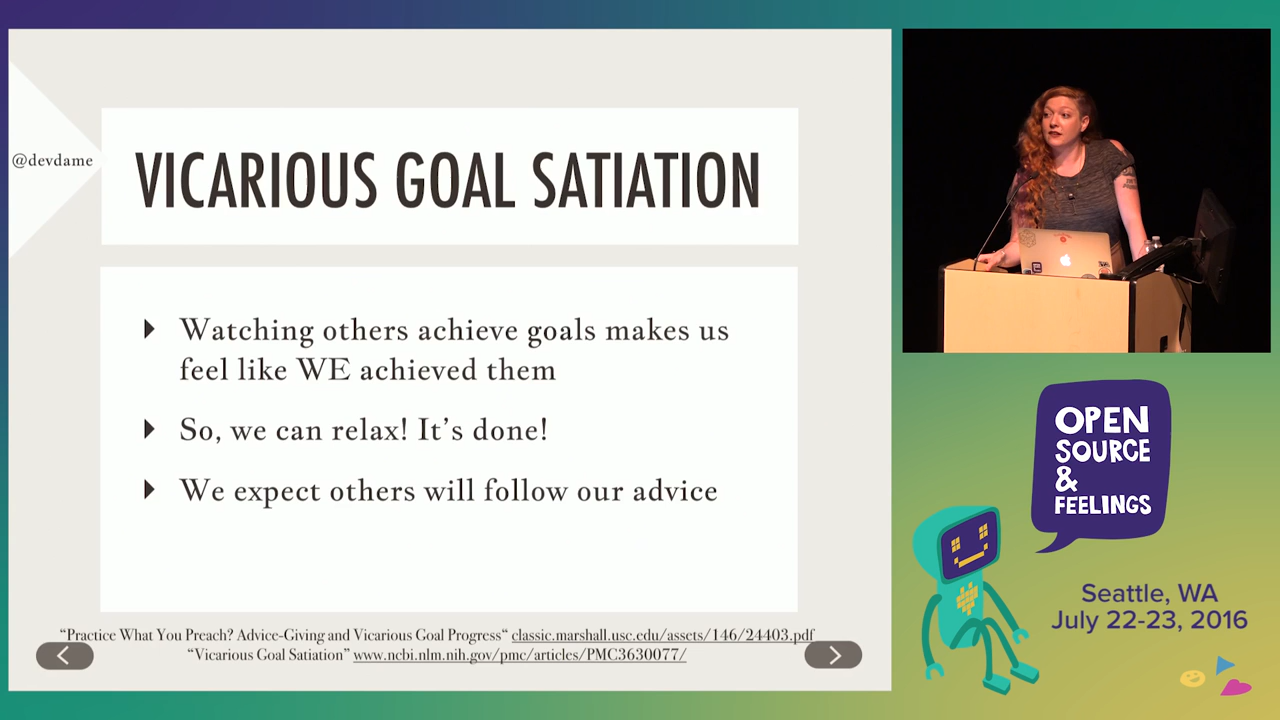 @devdame
VICARIOUS GOAL SATIATION
Watching others achieve goals makes us
feel like WE achieved them
So, we can relax! It's done!
We expect others will follow our advice
“Practice What You Preach? Advice-Giving and Vicarious Goal Progress“ classic.marshall.usc.edu/assets/146/24403.pdf
“Vicarious Goal Satiation” www.ncbi.nlm.nih.gov/pmc/articles/PMC3630077/
OPEN
SOURCE
&
FEELINGS
Seattle, WA
July 22-23, 2016